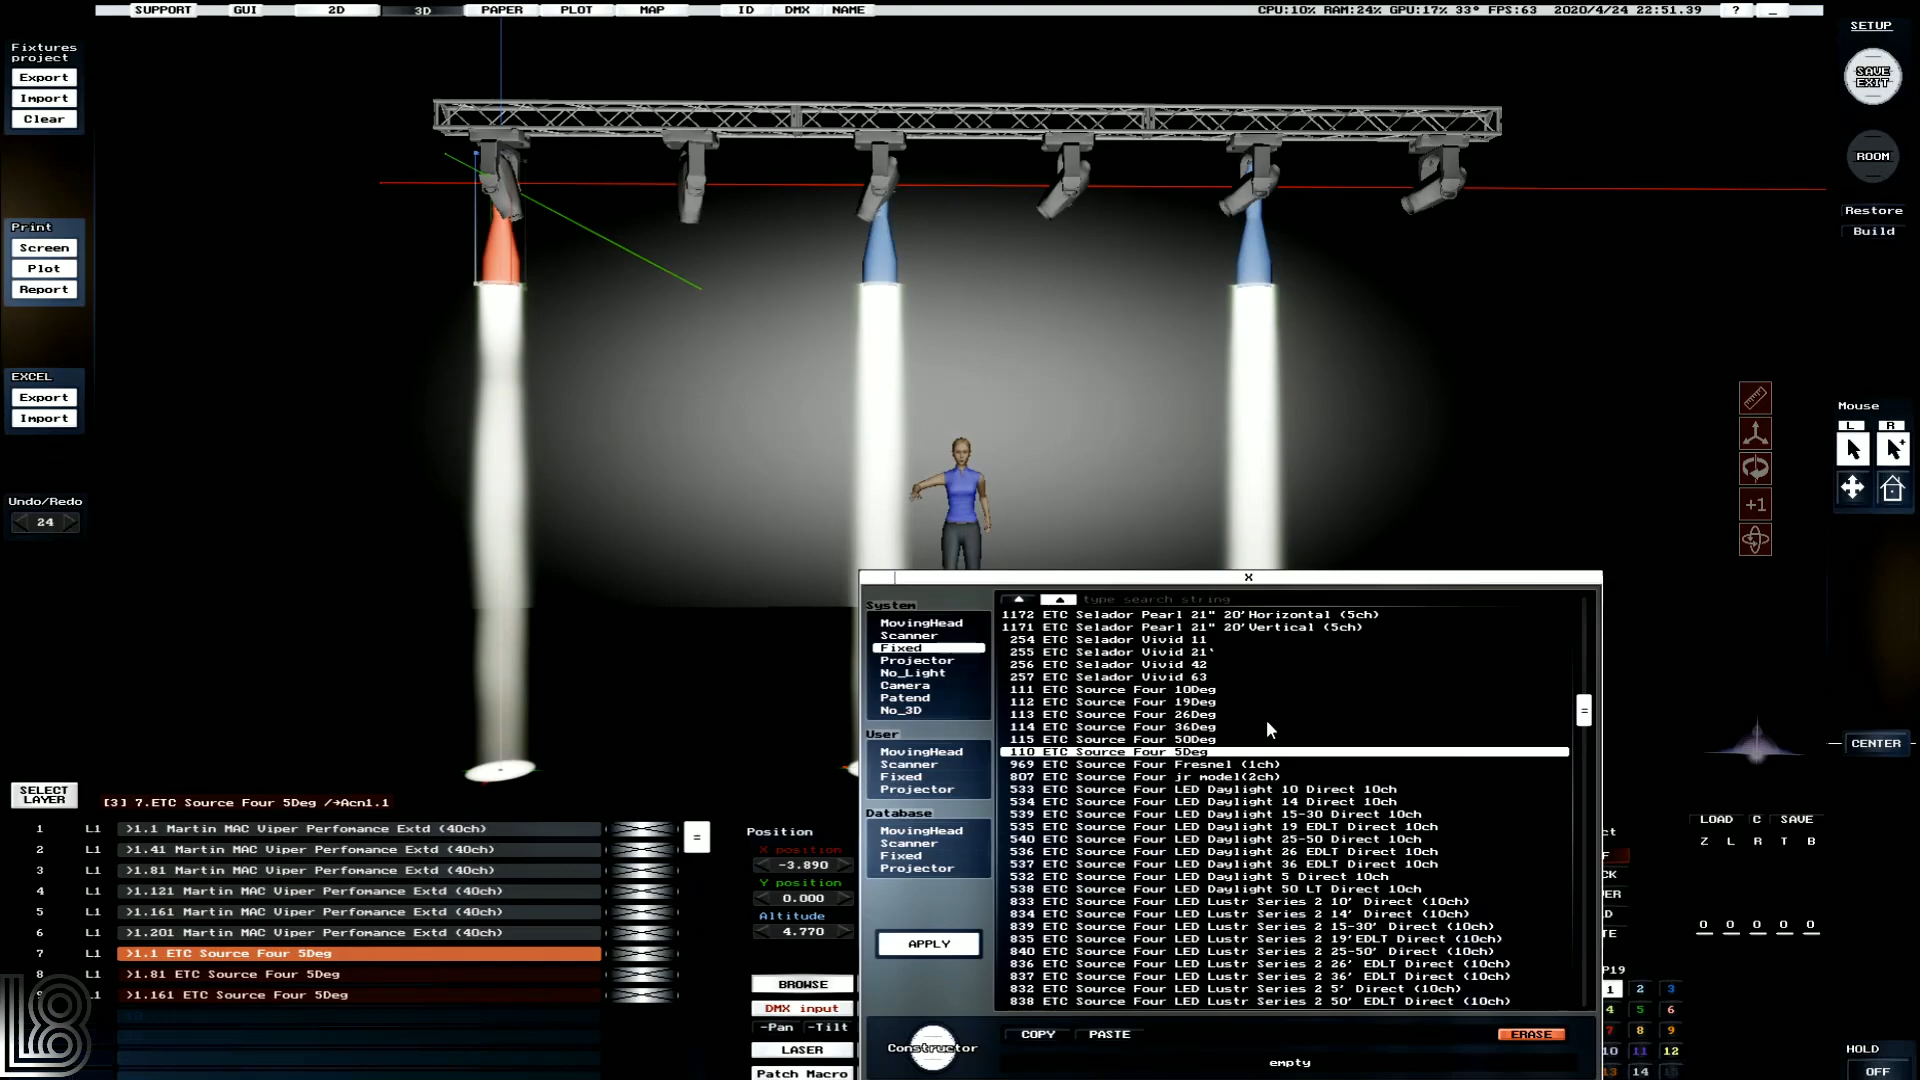 SUPPORT GUI 2D 3D PAPER PLOT MAP ID DMX NAME CPU:10% RAM:24% GPU:17% 33° FPS:63 2020/4/24 22:51.39 ? _
Fixtures
project
Export
Import
Clear
Print
Screen
Plot
Report
EXCEL
Export
Import
Undo/Redo
24
SETUP
SAVE
EXIT
ROOM
Restore
Build
Mouse
L R
+1
CENTER
LOAD C SAVE
Z L R T B
0 0 0 0 0
HOLD
OFF
SELECT
LAYER
[3] 7.ETC Source Four 5Deg /→Acn1.1
1 L1 >1.1 Martin MAC Viper Perfomance Extd (40ch)
2 L1 >1.41 Martin MAC Viper Perfomance Extd (40ch)
3 L1 >1.81 Martin MAC Viper Perfomance Extd (40ch)
4 L1 >1.121 Martin MAC Viper Perfomance Extd (40ch)
5 L1 >1.161 Martin MAC Viper Perfomance Extd (40ch)
6 L1 >1.201 Martin MAC Viper Perfomance Extd (40ch)
7 L1 >1.1 ETC Source Four 5Deg
8 L1 >1.81 ETC Source Four 5Deg
>1.161 ETC Source Four 5Deg
=
Position
X position
-3.890
Y position
0.000
Altitude
4.770
BROWSE
DMX input
-Pan -Tilt
LASER
Patch Macro
X
System
MovingHead
Scanner
Fixed
Projector
No_Light
Camera
Patend
No_3D
User
MovingHead
Scanner
Fixed
Projector
Database
MovingHead
Scanner
Fixed
Projector
APPLY
Constructor
type search string
1172 ETC Selador Pearl 21" 20'Horizontal (5ch)
1171 ETC Selador Pearl 21" 20'Vertical (5ch)
254 ETC Selador Vivid 11
255 ETC Selador Vivid 21`
256 ETC Selador Vivid 42
257 ETC Selador Vivid 63
111 ETC Source Four 10Deg
112 ETC Source Four 19Deg
113 ETC Source Four 26Deg
114 ETC Source Four 36Deg
115 ETC Source Four 50Deg
110 ETC Source Four 5Deg
969 ETC Source Four Fresnel (1ch)
807 ETC Source Four jr model(2ch)
533 ETC Source Four LED Daylight 10 Direct 10ch
534 ETC Source Four LED Daylight 14 Direct 10ch
539 ETC Source Four LED Daylight 15-30 Direct 10ch
535 ETC Source Four LED Daylight 19 EDLT Direct 10ch
540 ETC Source Four LED Daylight 25-50 Direct 10ch
536 ETC Source Four LED Daylight 26 EDLT Direct 10ch
537 ETC Source Four LED Daylight 36 EDLT Direct 10ch
532 ETC Source Four LED Daylight 5 Direct 10ch
538 ETC Source Four LED Daylight 50 LT Direct 10ch
833 ETC Source Four LED Lustr Series 2 10' Direct (10ch)
834 ETC Source Four LED Lustr Series 2 14' Direct (10ch)
839 ETC Source Four LED Lustr Series 2 15-30' Direct (10ch)
835 ETC Source Four LED Lustr Series 2 19'EDLT Direct (10ch)
840 ETC Source Four LED Lustr Series 2 25-50' Direct (10ch)
836 ETC Source Four LED Lustr Series 2 26' EDLT Direct (10ch)
837 ETC Source Four LED Lustr Series 2 36' EDLT Direct (10ch)
832 ETC Source Four LED Lustr Series 2 5' Direct (10ch)
838 ETC Source Four LED Lustr Series 2 50' EDLT Direct (10ch)
=
COPY PASTE ERASE
empty
P19
1 2 3
4 5 6
7 8 9
10 11 12
13 14